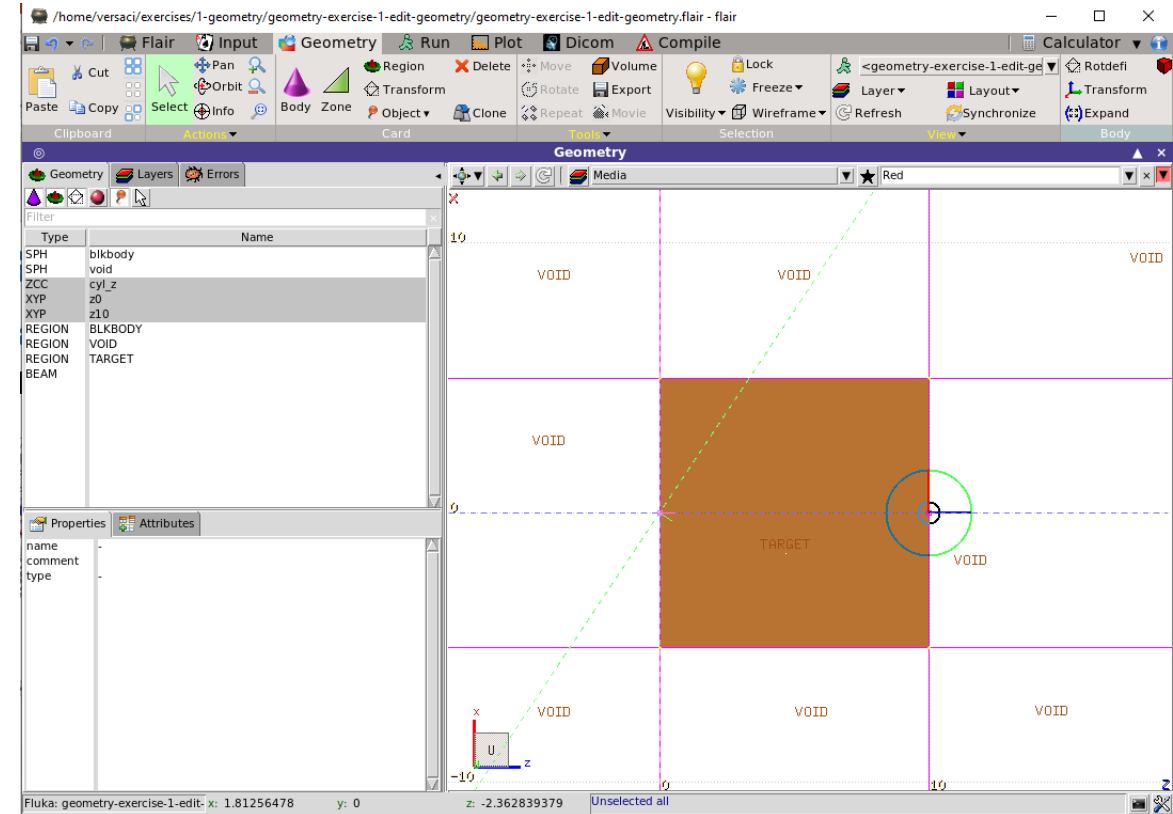 /home/versaci/exercises/1-geometry/geometry-exercise-1-edit-geometry/geometry-exercise-1-edit-geometry.flair - flair
Flair Input Geometry Run Plot Dicom Compile Calculator
Cut Pan Region Delete Move Volume Lock <geometry-exercise-1-edit-ge Rotdefi
Orbit Transform Rotate Export Freeze Layer Layout Transform
Paste Copy Select Info Body Zone Object Clone Repeat Movie Visibility Wireframe Refresh Synchronize Expand
Clipboard Actions Card Tools Selection View Body
Geometry
Geometry Layers Errors Media Red
Filter
Type Name
SPH blkbody
SPH void
ZCC cyl_z
XYP z0
XYP z10
REGION BLKBODY
REGION VOID
REGION TARGET
BEAM
Properties Attributes
name -
comment
type -
X
10
VOID VOID VOID
VOID
0
TARGET
VOID
VOID VOID VOID
x
U
z
-10
0 10 Z
Fluka: geometry-exercise-1-edit- x: 1.81256478 y: 0 z: -2.362839379 Unselected all